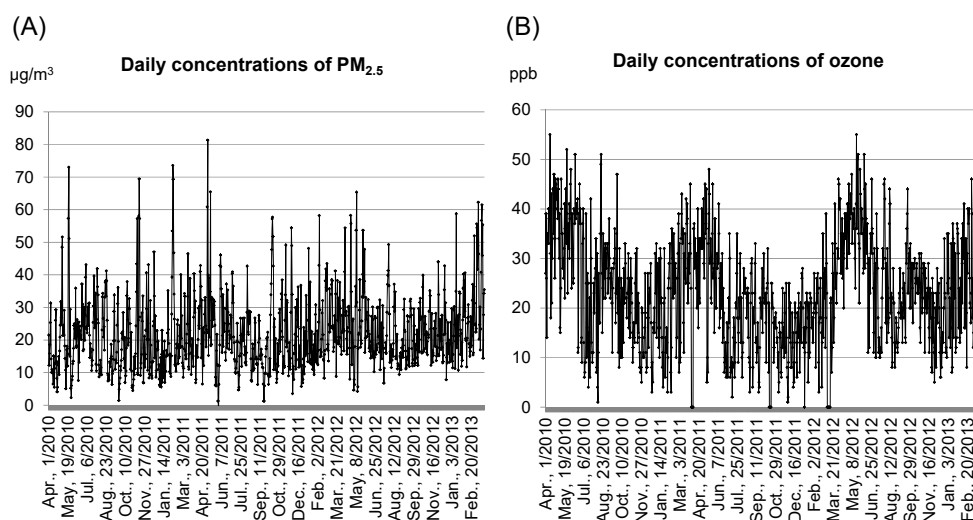 (A)
Daily concentrations of PM2.5
µg/m3
90
80
70
60
50
40
30
20
10
0
Apr., 1/2010
May, 19/2010
Jul., 6/2010
Aug., 23/2010
Oct., 10/2010
Nov., 27/2010
Jan., 14/2011
Mar., 3/2011
Apr., 20/2011
Jun., 7/2011
Jul., 25/2011
Sep., 11/2011
Oct., 29/2011
Dec., 16/2011
Feb., 2/2012
Mar., 21/2012
May, 8/2012
Jun., 25/2012
Aug., 12/2012
Sep., 29/2012
Nov., 16/2012
Jan., 3/2013
Feb., 20/2013
(B)
Daily concentrations of ozone
ppb
60
50
40
30
20
10
0
Apr., 1/2010
May, 19/2010
Jul., 6/2010
Aug., 23/2010
Oct., 10/2010
Nov., 27/2010
Jan., 14/2011
Mar., 3/2011
Apr., 20/2011
Jun., 7/2011
Jul., 25/2011
Sep., 11/2011
Oct., 29/2011
Dec., 16/2011
Feb., 2/2012
Mar., 21/2012
May, 8/2012
Jun., 25/2012
Aug., 12/2012
Sep., 29/2012
Nov., 16/2012
Jan., 3/2013
Feb., 20/2013